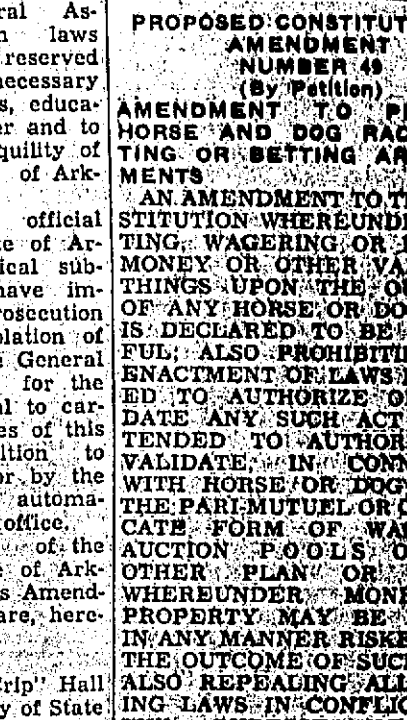 ral As-
laws
reserved
necessary
s, educa-
er and to
quility of
of Ark-
official
te of Ar-
ical sub-
have im-
rosecution
olation of
General
for the
al to car-
es of this
ition to
or by the
automa-
office.
of the
e of Ark-
s Amend-
are, here-
rip" Hall
y of State
PROPOSED CONSTITUT
AMENDMENT
NUMBER 49
(By Petition)
AMENDMENT TO P
HORSE AND DOG RAC
TING OR BETTING AR
MENTS
AN AMENDMENT TO T
STITUTION WHEREUND
TING, WAGERING OR
MONEY OR OTHER VA
THINGS UPON THE O
OF ANY HORSE OR DO
IS DECLARED TO BE
FUL; ALSO PROHIBITI
ENACTMENT OF LAWS
ED TO AUTHORIZE O
DATE ANY SUCH ACT
TENDED TO AUTHOR
VALIDATE, IN CONN
WITH HORSE OR DOG
THE PARI-MUTUEL OR C
CATE FORM OF WA
AUCTION POOLS O
OTHER PLAN OR
WHEREUNDER MONE
PROPERTY MAY BE
IN ANY MANNER RISKE
THE OUTCOME OF SUC
ALSO REPEALING ALL
ING LAWS IN CONFLIC